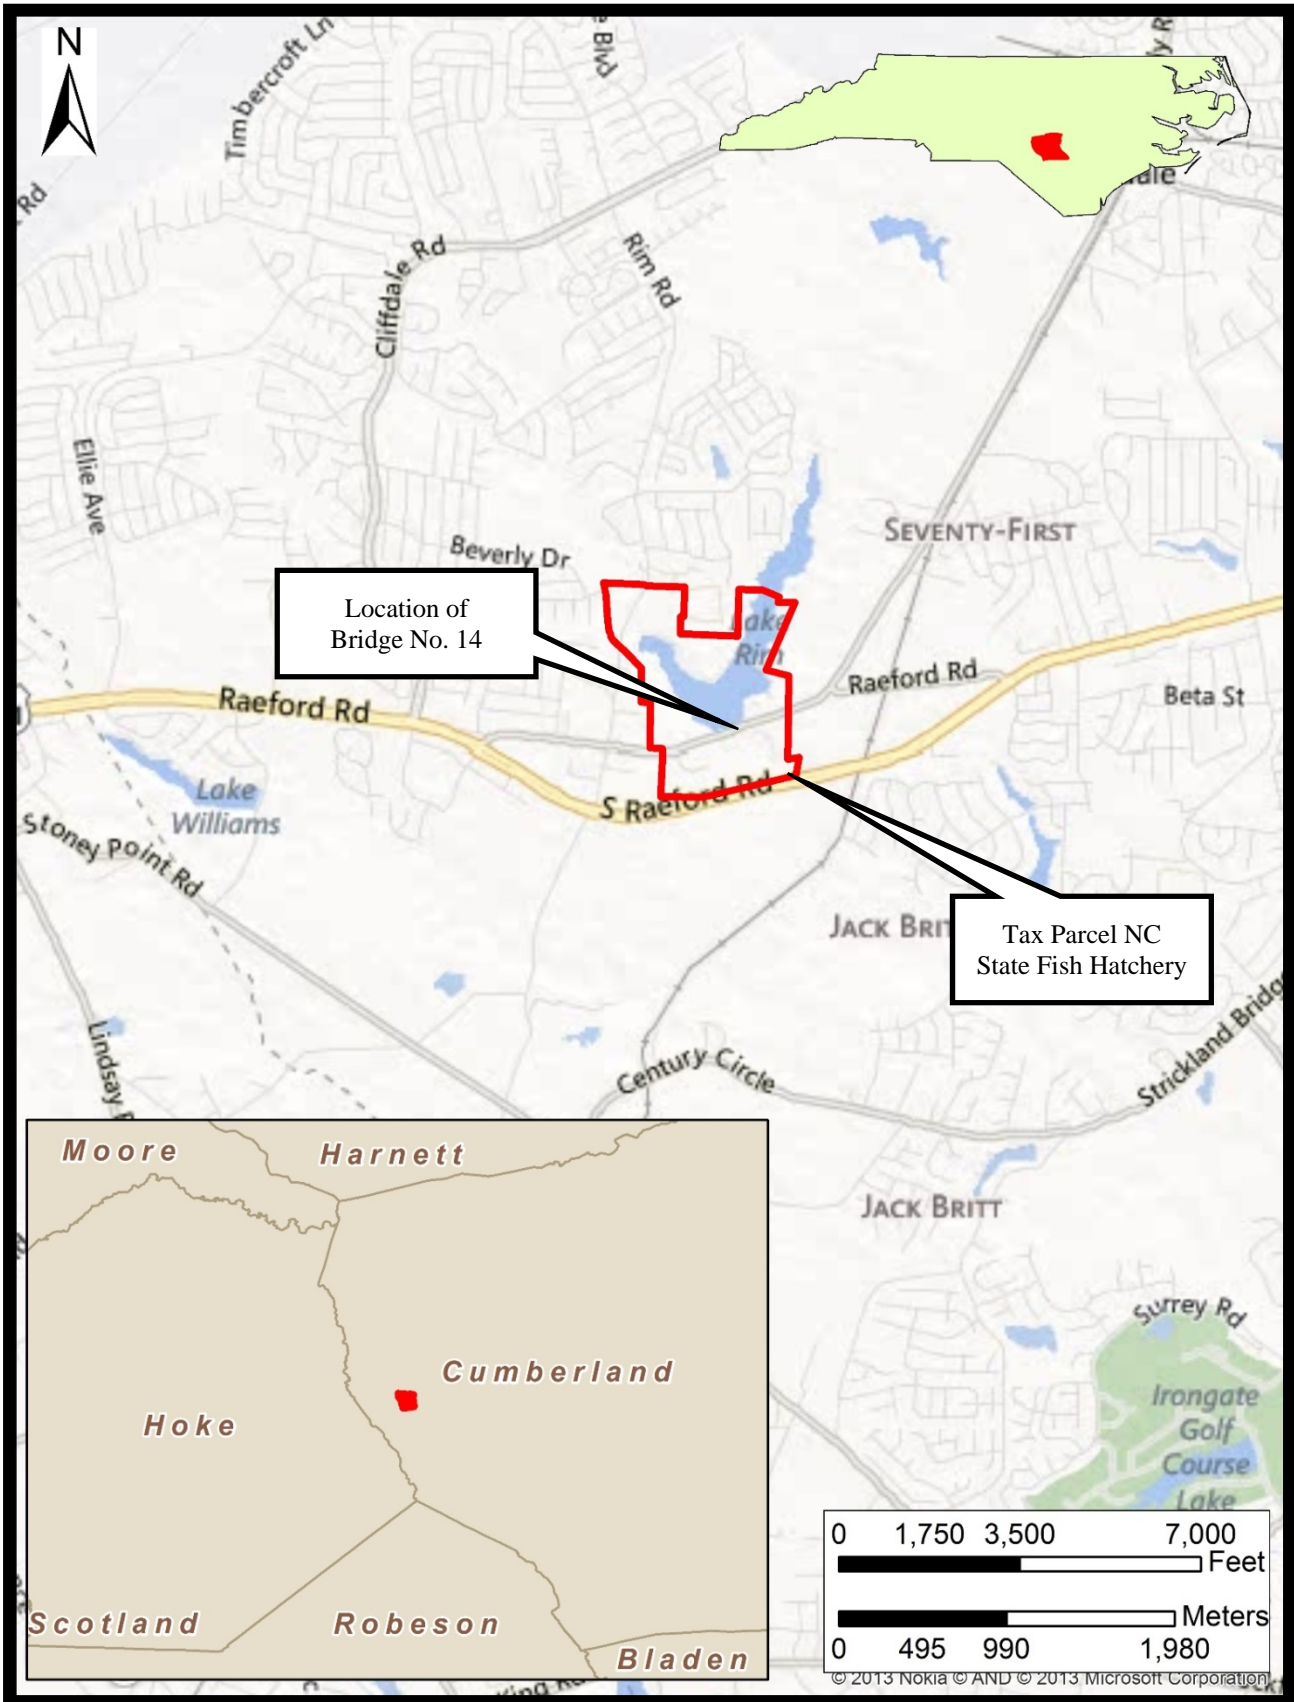 N
Timbercroft Ln
Blvd
Rd
Cliffdale Rd
Rim Rd
Ellie Ave
SEVENTY-FIRST
Beverly Dr
Location of
Bridge No. 14
Lake
Rim
Raeford Rd
Raeford Rd
Beta St
S Raeford Rd
Lake
Williams
Stoney Point Rd
Tax Parcel NC
State Fish Hatchery
JACK BRIT
Lindsay
Century Circle
Strickland Bridge
JACK BRITT
Surrey Rd
Irongate
Golf
Course
Lake
Moore
Harnett
Cumberland
Hoke
Scotland
Robeson
Bladen
0 1,750 3,500 7,000
Feet
Meters
0 495 990 1,980
© 2013 Nokia © AND © 2013 Microsoft Corporation